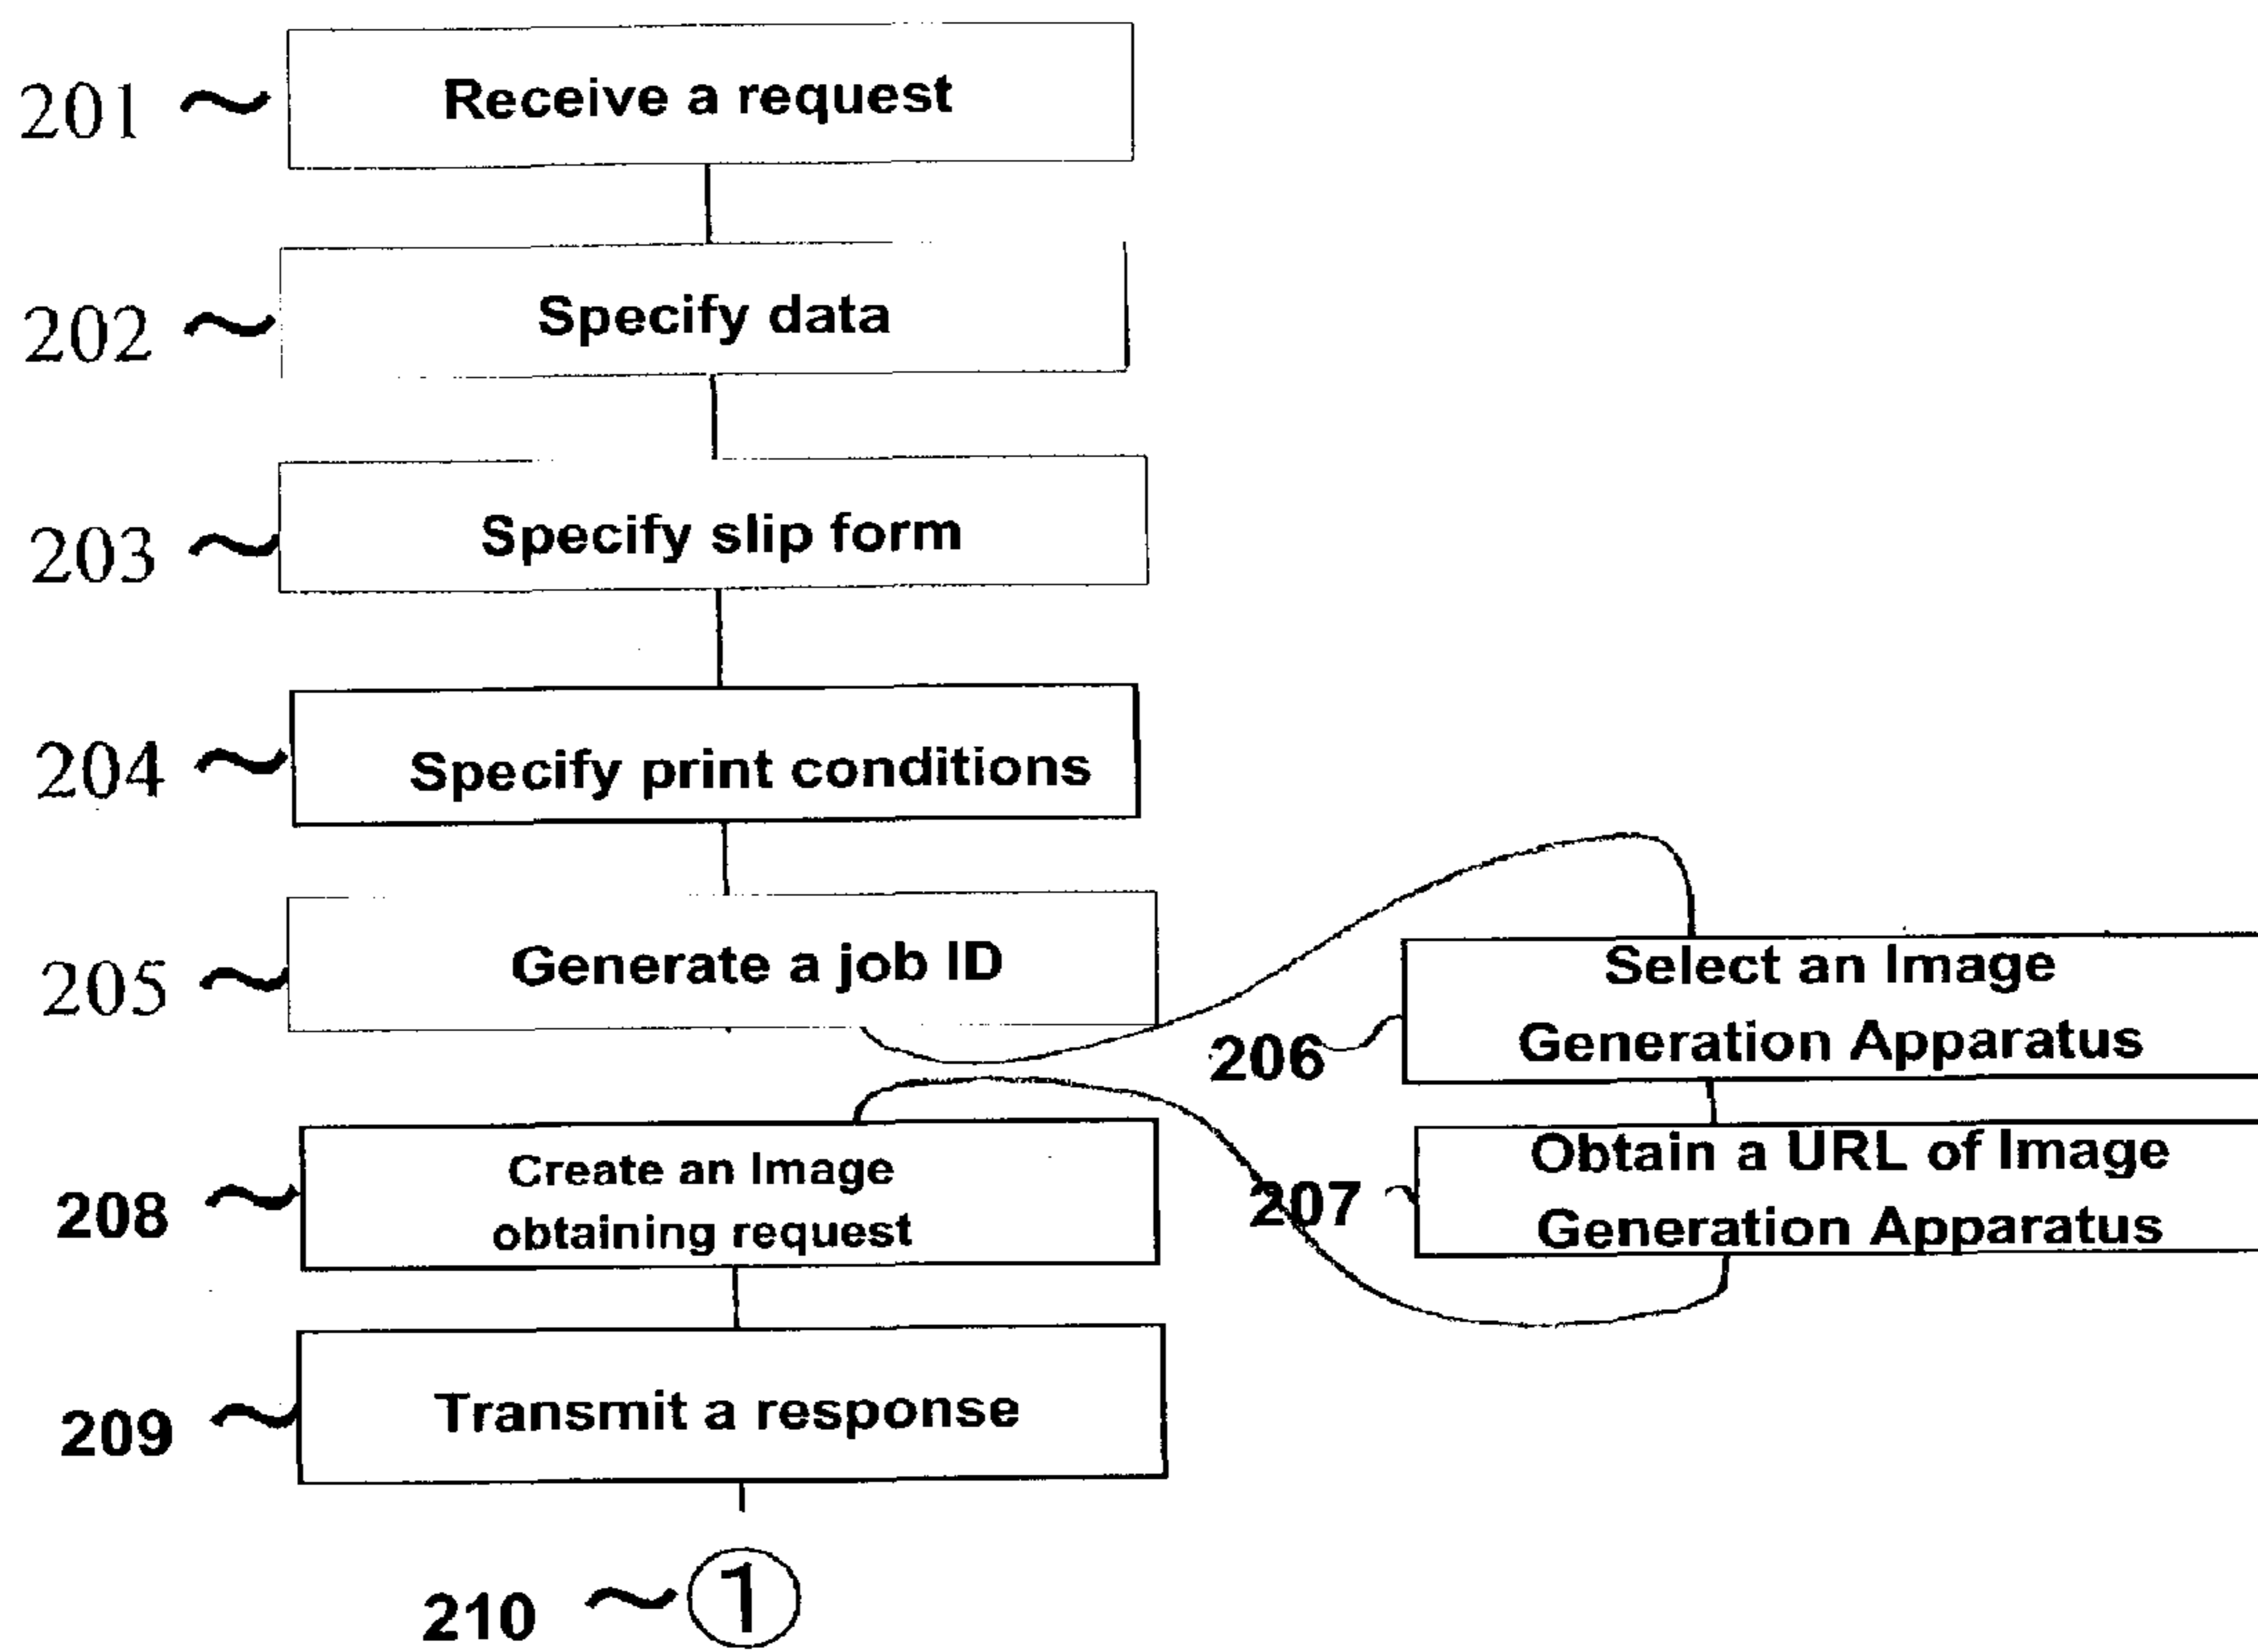 201 Receive a request
202 Specify data
203 Specify slip form
204 Specify print conditions
205 Generate a job ID
206 Select an Image
Generation Apparatus
207 Obtain a URL of Image
Generation Apparatus
208 Create an Image
obtaining request
209 Transmit a response
210 1